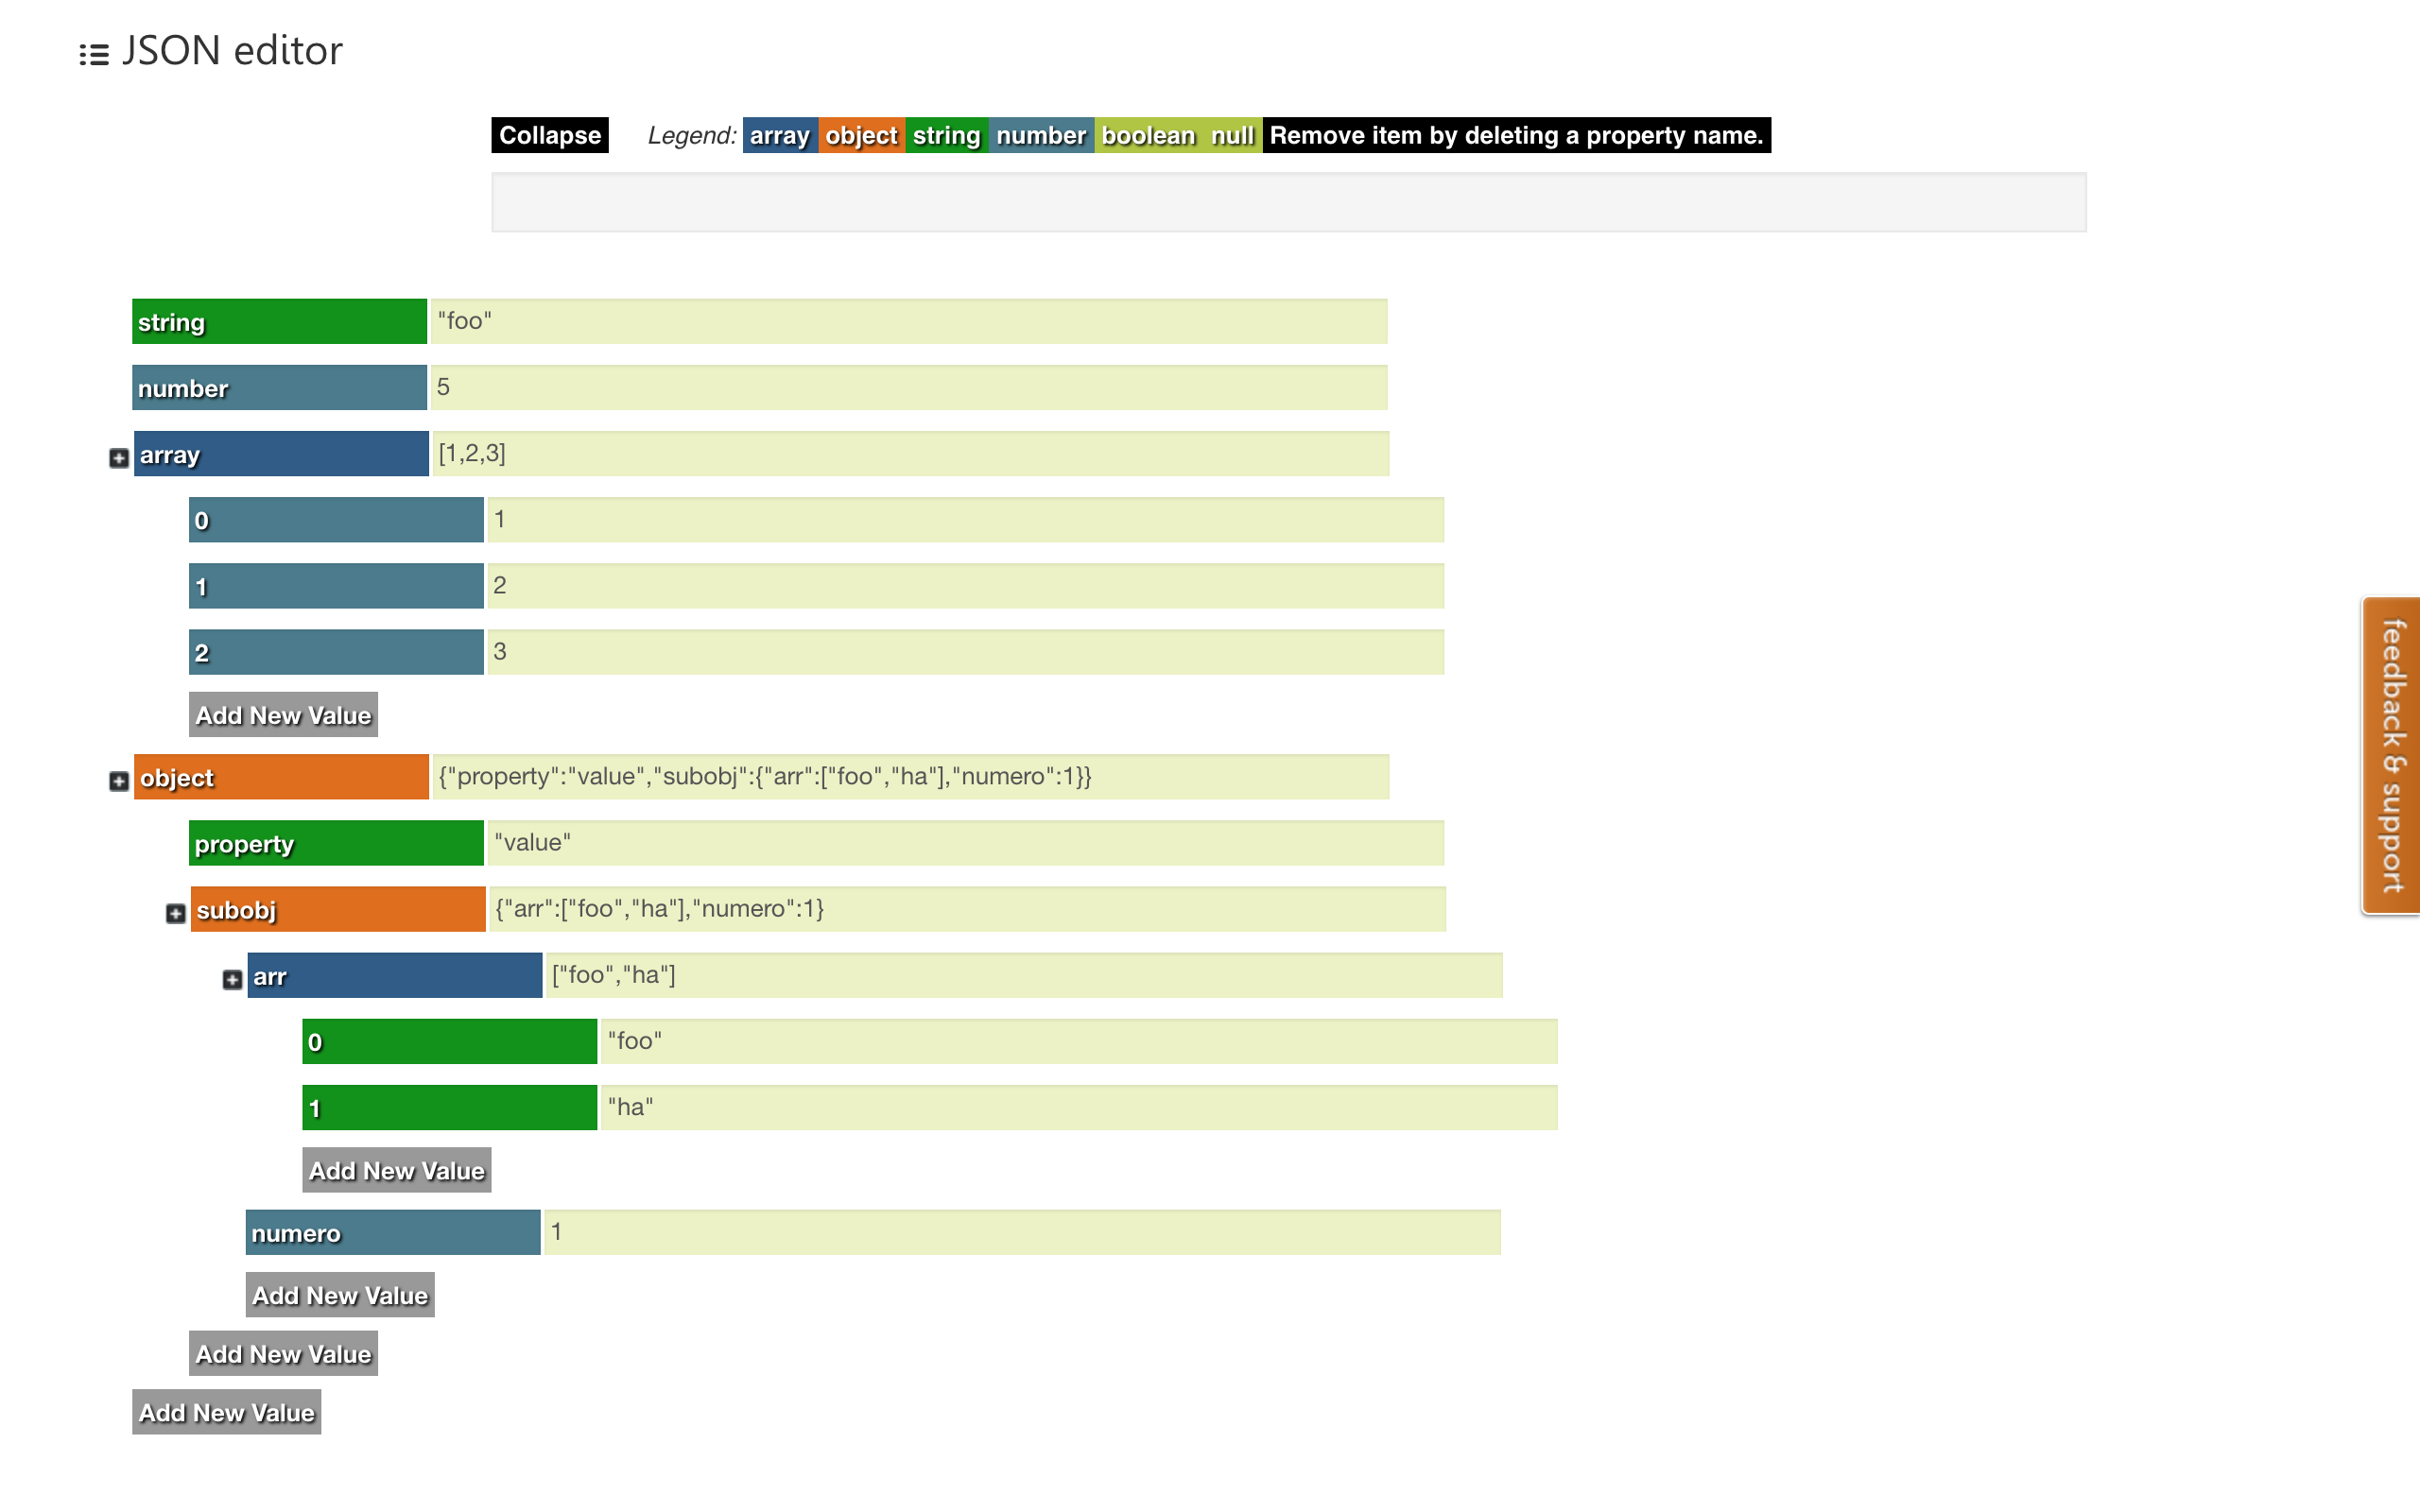 JSON editor
Collapse Legend: array object string number boolean null Remove item by deleting a property name.
string "foo"
number 5
array [1,2,3]
0 1
1 2
2 3
Add New Value
object {"property":"value","subobj":{"arr":["foo","ha"],"numero":1}}
property "value"
subobj {"arr":["foo","ha"],"numero":1}
arr ["foo","ha"]
0 "foo"
1 "ha"
Add New Value
numero 1
Add New Value
Add New Value
Add New Value
feedback & support